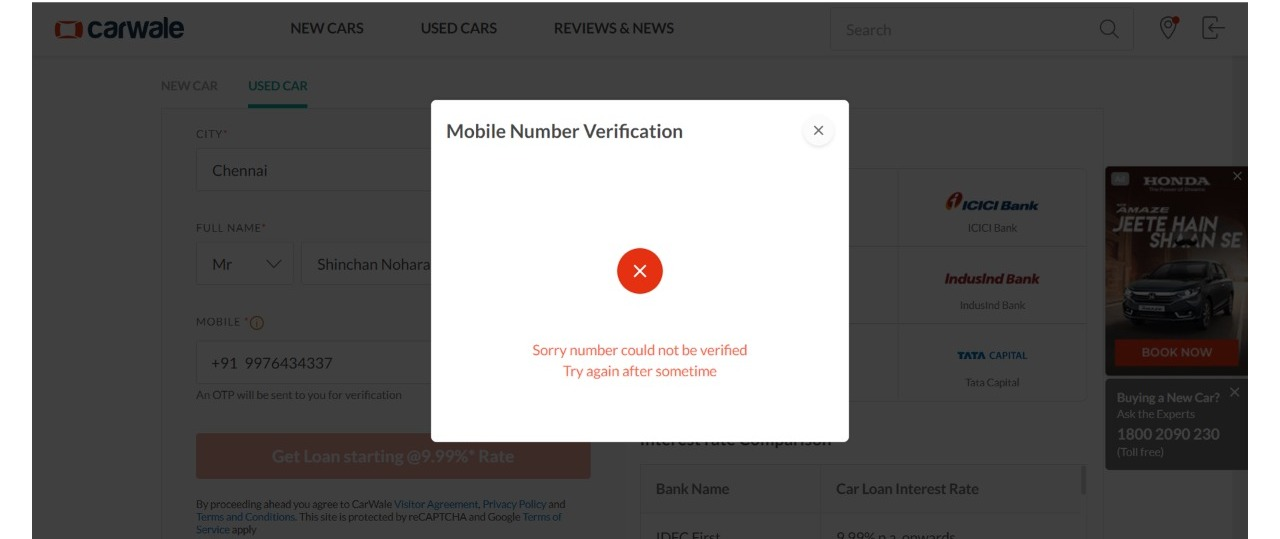 carwale
NEW CARS
USED CARS
REVIEWS & NEWS
Search
NEW CAR
USED CAR
CITY*
Chennai
FULL NAME*
Mr
Shinchan Nohara
MOBILE *
+91 9976434337
An OTP will be sent to you for verification
Get Loan starting @9.99%* Rate
By proceeding ahead you agree to CarWale Visitor Agreement, Privacy Policy and
Terms and Conditions. This site is protected by reCAPTCHA and Google Terms of
Service apply
Mobile Number Verification
Sorry number could not be verified
Try again after sometime
ICICI Bank
ICICI Bank
IndusInd Bank
IndusInd Bank
TATA CAPITAL
Tata Capital
Interest rate Comparison
Bank Name
Car Loan Interest Rate
IDFC First
9.99% p.a. onwards
Ad
HONDA
The Power of Dreams
AMAZE
JEETE HAIN
SHAAN SE
BOOK NOW
Buying a New Car?
Ask the Experts
1800 2090 230
(Toll free)